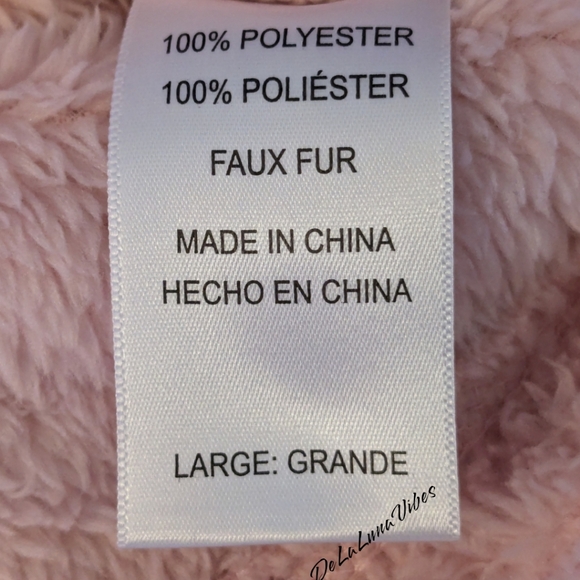 100% POLYESTER
100% POLIÉSTER
FAUX FUR
MADE IN CHINA
HECHO EN CHINA
LARGE: GRANDE
DeLaLunaVibes